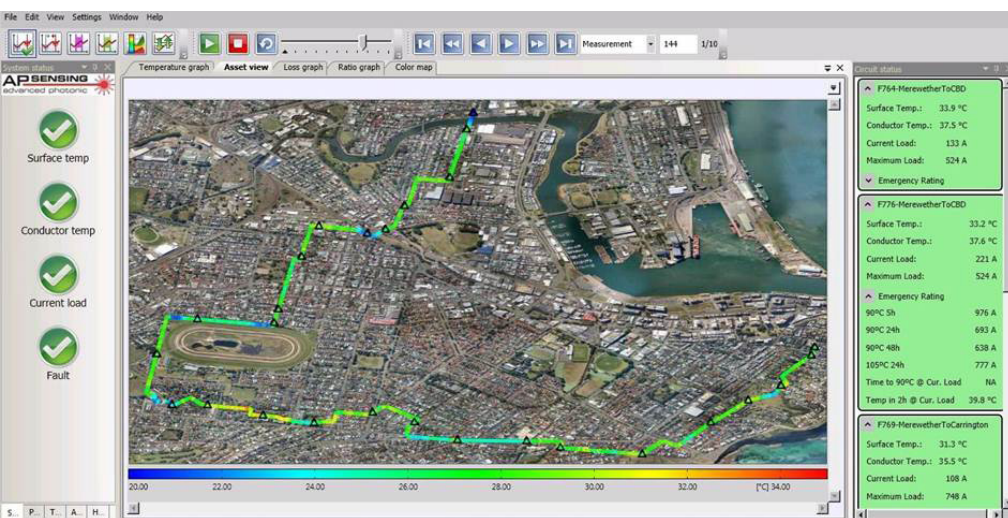 File Edit View Settings Window Help
Measurement 144 1/10
System status
AP SENSING
advanced photonic
Surface temp
Conductor temp
Current load
Fault
S... P... T... A... H...
Temperature graph Asset view Loss graph Ratio graph Color map
20.00 22.00 24.00 26.00 28.00 30.00 32.00 [°C] 34.00
Circuit status
F764-MerewetherToCBD
Surface Temp.: 33.9 °C
Conductor Temp.: 37.5 °C
Current Load: 133 A
Maximum Load: 524 A
Emergency Rating
F776-MerewetherToCBD
Surface Temp.: 33.2 °C
Conductor Temp.: 37.6 °C
Current Load: 221 A
Maximum Load: 524 A
Emergency Rating
90°C 5h 976 A
90°C 24h 693 A
90°C 48h 638 A
105°C 24h 777 A
Time to 90°C @ Cur. Load NA
Temp in 2h @ Cur. Load 39.8 °C
F769-MerewetherToCarrington
Surface Temp.: 31.3 °C
Conductor Temp.: 35.5 °C
Current Load: 108 A
Maximum Load: 748 A